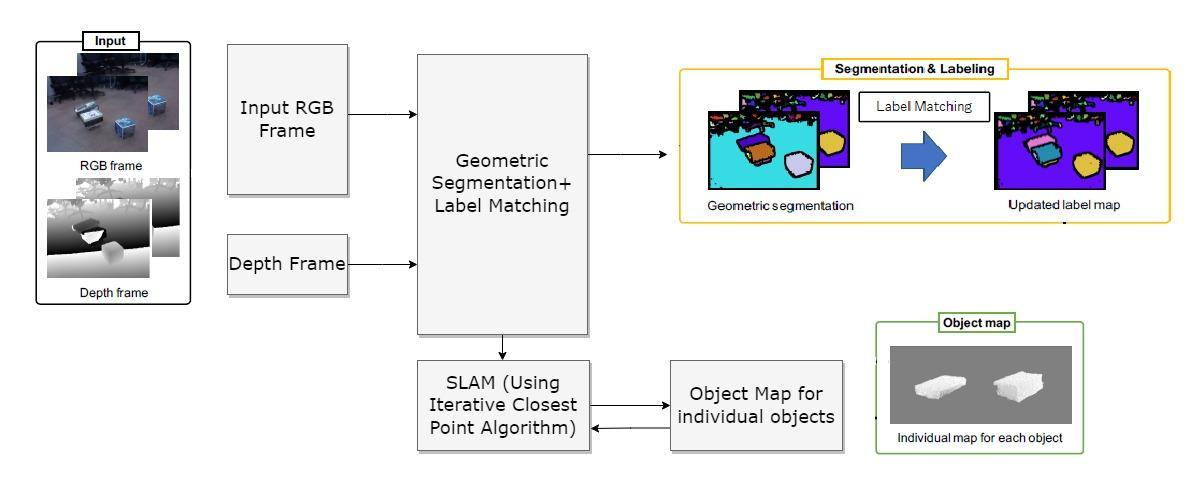 Input
RGB frame
Depth frame
Input RGB
Frame
Depth Frame
Geometric
Segmentation+
Label Matching
Segmentation & Labeling
Label Matching
Geometric segmentation
Updated label map
SLAM (Using
Iterative Closest
Point Algorithm)
Object Map for
individual objects
Object map
Individual map for each object